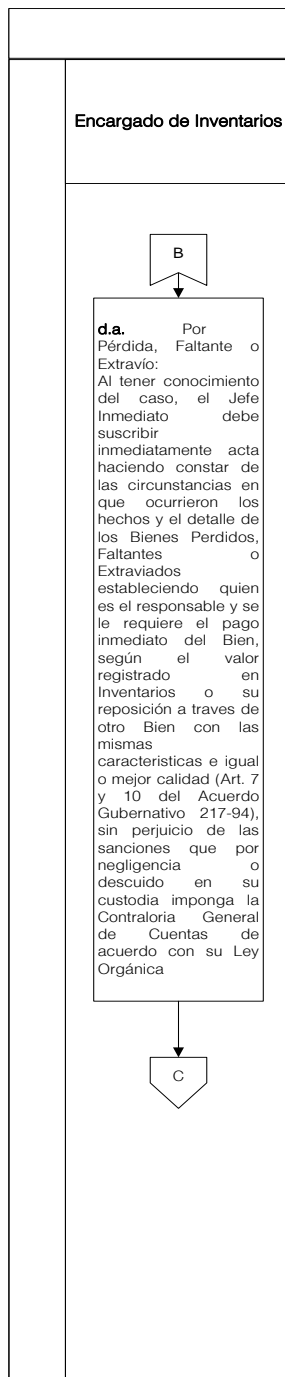 Encargado de Inventarios
B
d.a. Por
Pérdida, Faltante o
Extravío:
Al tener conocimiento
del caso, el Jefe
Inmediato debe
suscribir
inmediatamente acta
haciendo constar de
las circunstancias en
que ocurrieron los
hechos y el detalle de
los Bienes Perdidos,
Faltantes o
Extraviados
estableciendo quien
es el responsable y se
le requiere el pago
inmediato del Bien,
según el valor
registrado en
Inventarios o su
reposición a traves de
otro Bien con las
mismas
caracteristicas e igual
o mejor calidad (Art. 7
y 10 del Acuerdo
Gubernativo 217-94),
sin perjuicio de las
sanciones que por
negligencia o
descuido en su
custodia imponga la
Contraloria General
de Cuentas de
acuerdo con su Ley
Orgánica
C